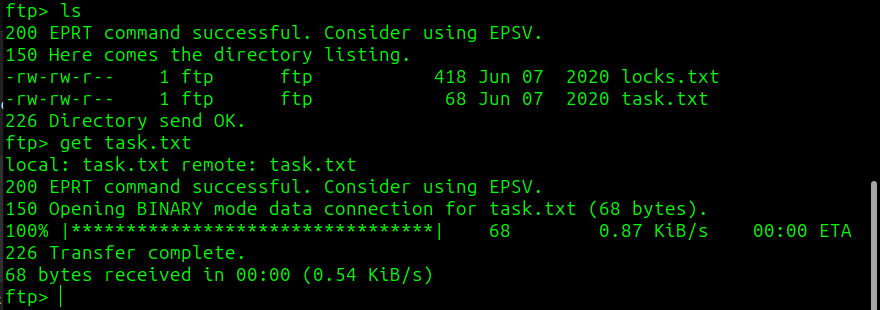 ftp> ls
200 EPRT command successful. Consider using EPSV.
150 Here comes the directory listing.
-rw-rw-r--    1 ftp      ftp           418 Jun 07  2020 locks.txt
-rw-rw-r--    1 ftp      ftp            68 Jun 07  2020 task.txt
226 Directory send OK.
ftp> get task.txt
local: task.txt remote: task.txt
200 EPRT command successful. Consider using EPSV.
150 Opening BINARY mode data connection for task.txt (68 bytes).
100% |*********************************|    68        0.87 KiB/s    00:00 ETA
226 Transfer complete.
68 bytes received in 00:00 (0.54 KiB/s)
ftp>